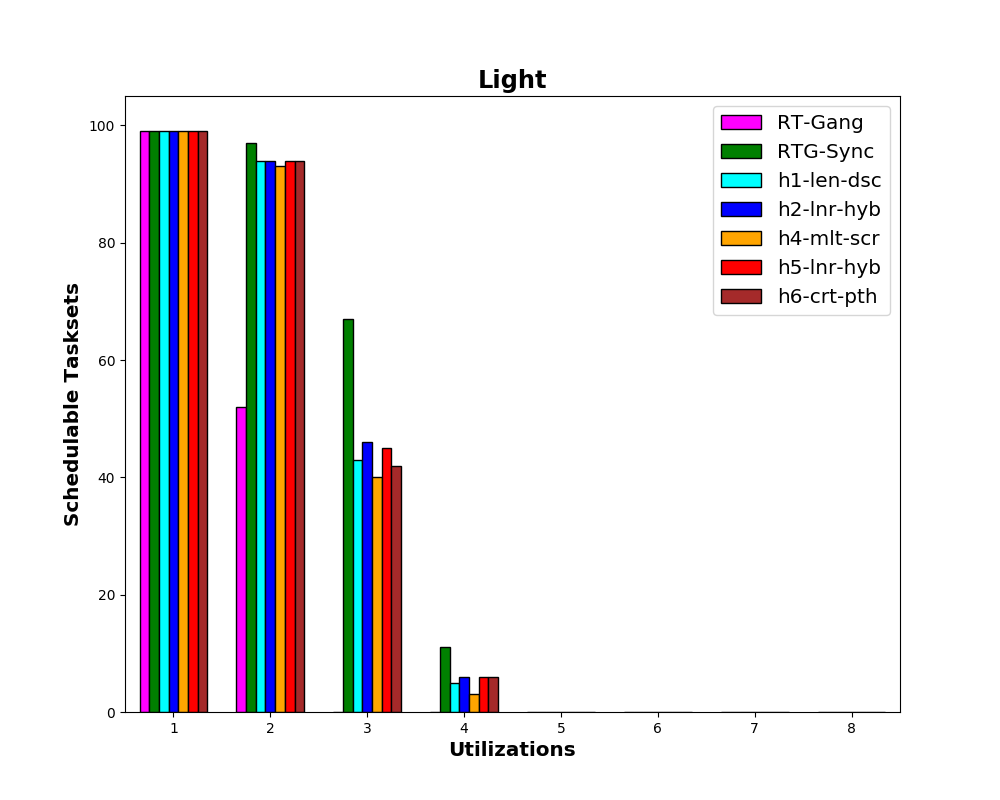 Light
100
80
60
40
20
0
Schedulable Tasksets
RT-Gang
RTG-Sync
h1-len-dsc
h2-lnr-hyb
h4-mlt-scr
h5-lnr-hyb
h6-crt-pth
1 2 3 4 5 6 7 8
Utilizations